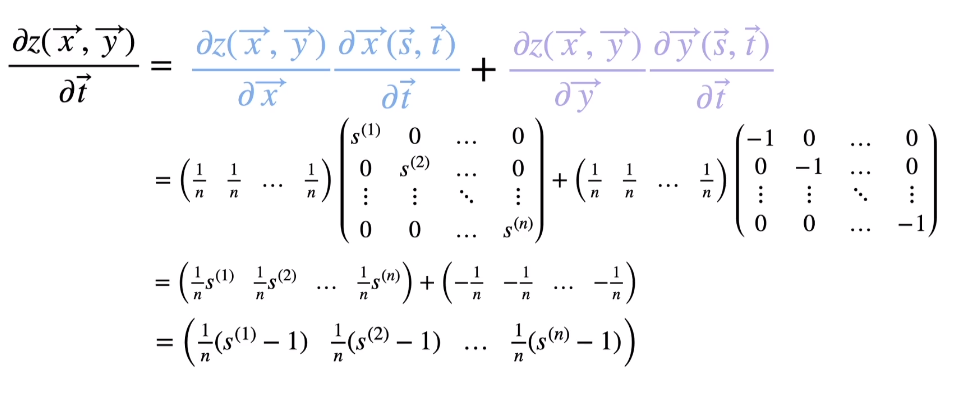 ∂z(x⃗, y⃗)/∂t⃗ = ∂z(x⃗, y⃗)/∂x⃗ ∂x⃗(s⃗, t⃗)/∂t⃗ + ∂z(x⃗, y⃗)/∂y⃗ ∂y⃗(s⃗, t⃗)/∂t⃗
= (1/n 1/n … 1/n) (s⁽¹⁾ 0 … 0; 0 s⁽²⁾ … 0; ⋮ ⋮ ⋱ ⋮; 0 0 … s⁽ⁿ⁾) + (1/n 1/n … 1/n) (−1 0 … 0; 0 −1 … 0; ⋮ ⋮ ⋱ ⋮; 0 0 … −1)
= (1/n s⁽¹⁾ 1/n s⁽²⁾ … 1/n s⁽ⁿ⁾) + (−1/n −1/n … −1/n)
= (1/n (s⁽¹⁾ − 1) 1/n (s⁽²⁾ − 1) … 1/n (s⁽ⁿ⁾ − 1))